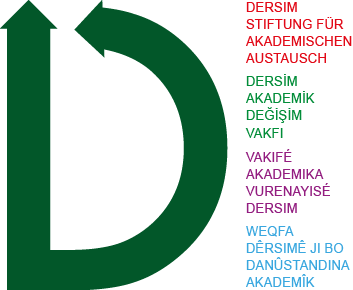 DERSIM
STIFTUNG FÜR
AKADEMISCHEN
AUSTAUSCH
DERSİM
AKADEMİK
DEĞİŞİM
VAKFI
VAKIFÉ
AKADEMIKA
VURENAYISÉ
DERSIM
WEQFA
DÊRSIMÊ JI BO
DANÛSTANDINA
AKADEMÎK